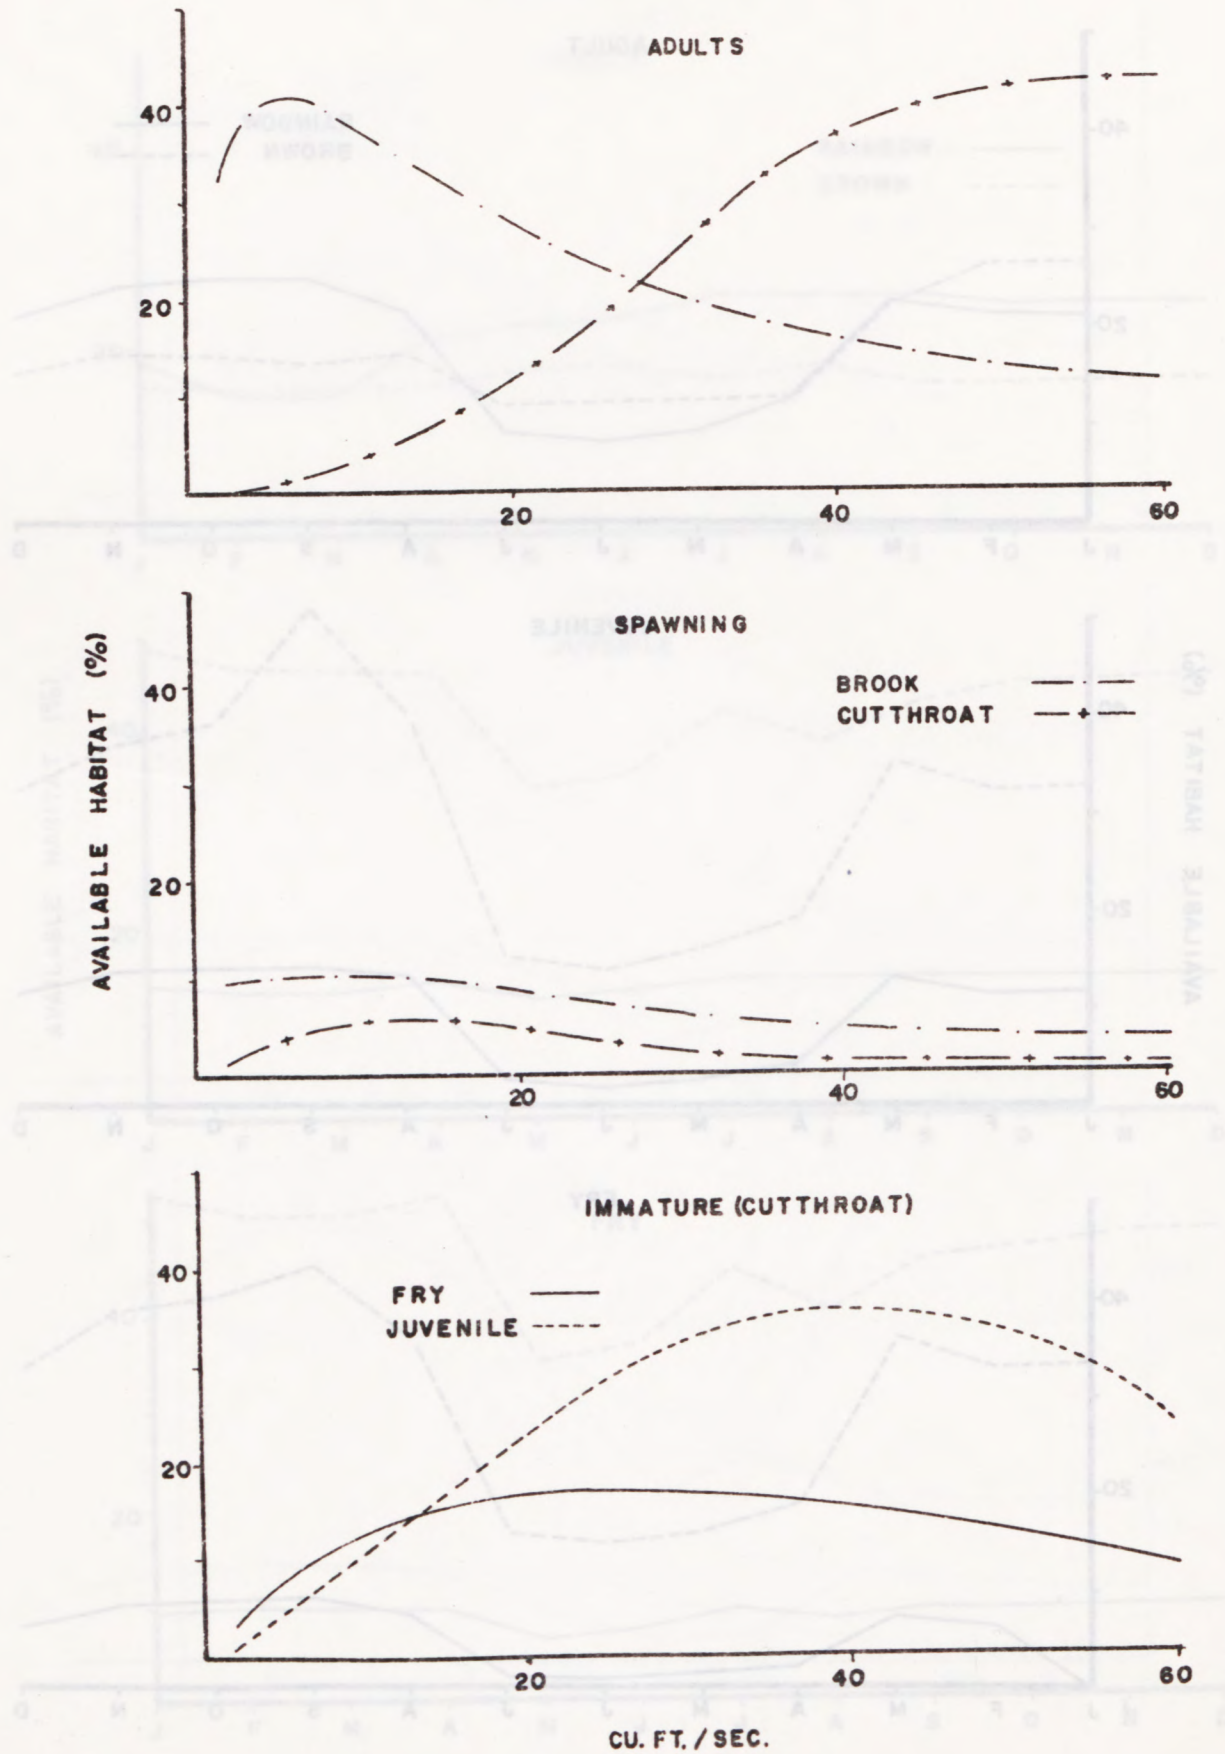 ADULTS
40
20
20 40 60
SPAWNING
AVAILABLE HABITAT (%)
BROOK
CUTTHROAT
40
20
20 40 60
IMMATURE (CUTTHROAT)
FRY
JUVENILE
40
20
20 40 60
CU. FT. / SEC.